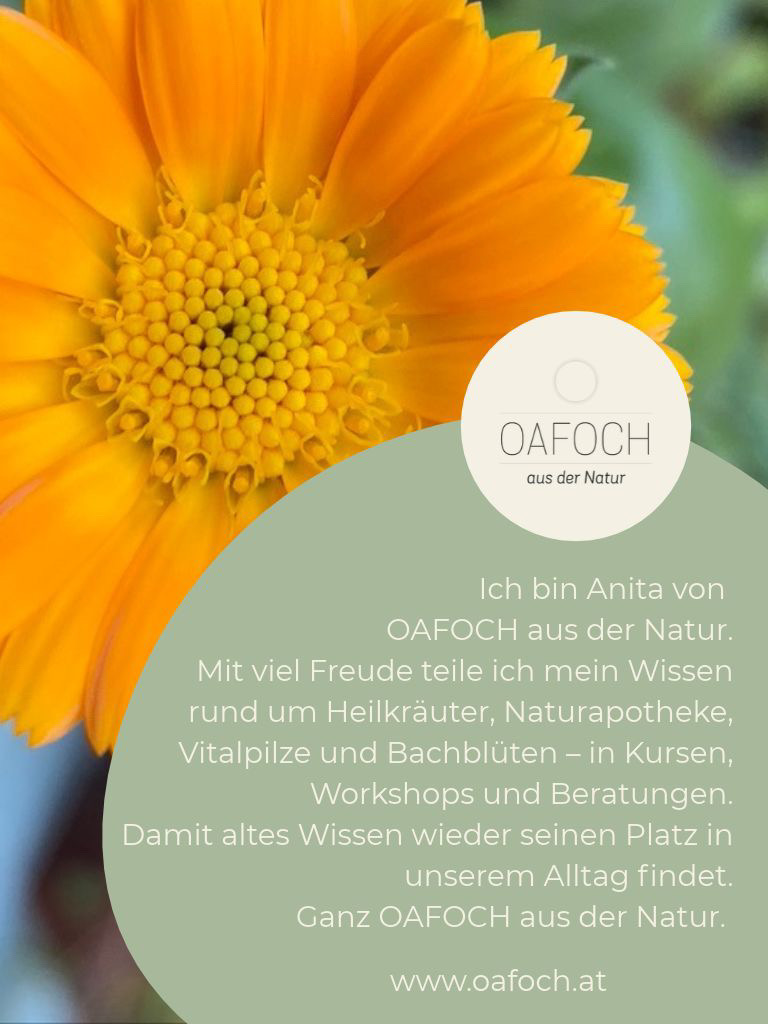 OAFOCH
aus der Natur
Ich bin Anita von
OAFOCH aus der Natur.
Mit viel Freude teile ich mein Wissen
rund um Heilkräuter, Naturapotheke,
Vitalpilze und Bachblüten – in Kursen,
Workshops und Beratungen.
Damit altes Wissen wieder seinen Platz in
unserem Alltag findet.
Ganz OAFOCH aus der Natur.
www.oafoch.at